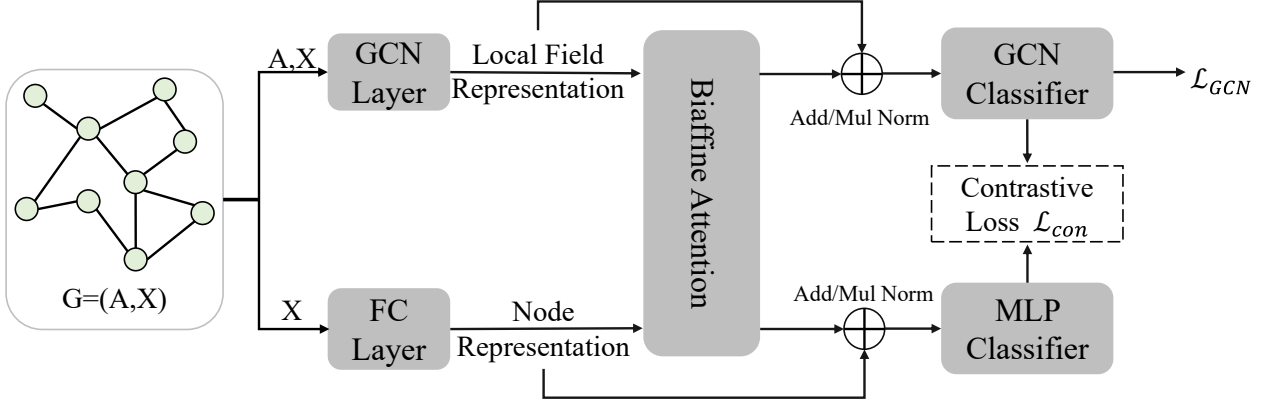 G=(A,X)
A,X
GCN
Layer
Local Field
Representation
X
FC
Layer
Node
Representation
Biaffine Attention
Add/Mul Norm
Add/Mul Norm
GCN
Classifier
ℒ_GCN
Contrastive
Loss ℒ_con
MLP
Classifier